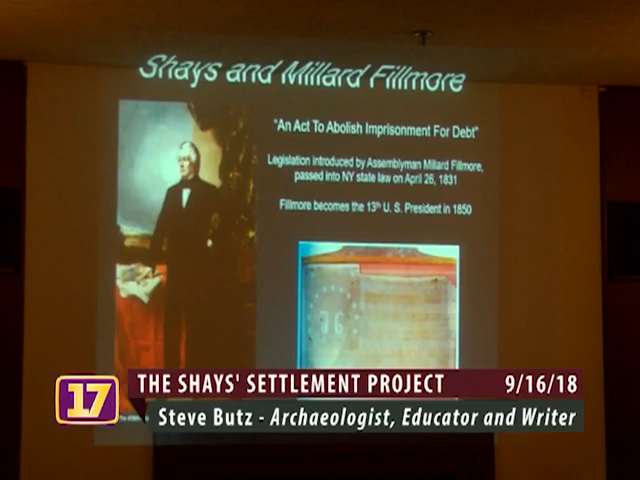 Shays and Millard Fillmore
"An Act To Abolish Imprisonment For Debt"
Legislation introduced by Assemblyman Millard Fillmore,
passed into NY state law on April 26, 1831
Fillmore becomes the 13th U. S. President in 1850
76
17
THE SHAYS' SETTLEMENT PROJECT 9/16/18
Steve Butz - Archaeologist, Educator and Writer